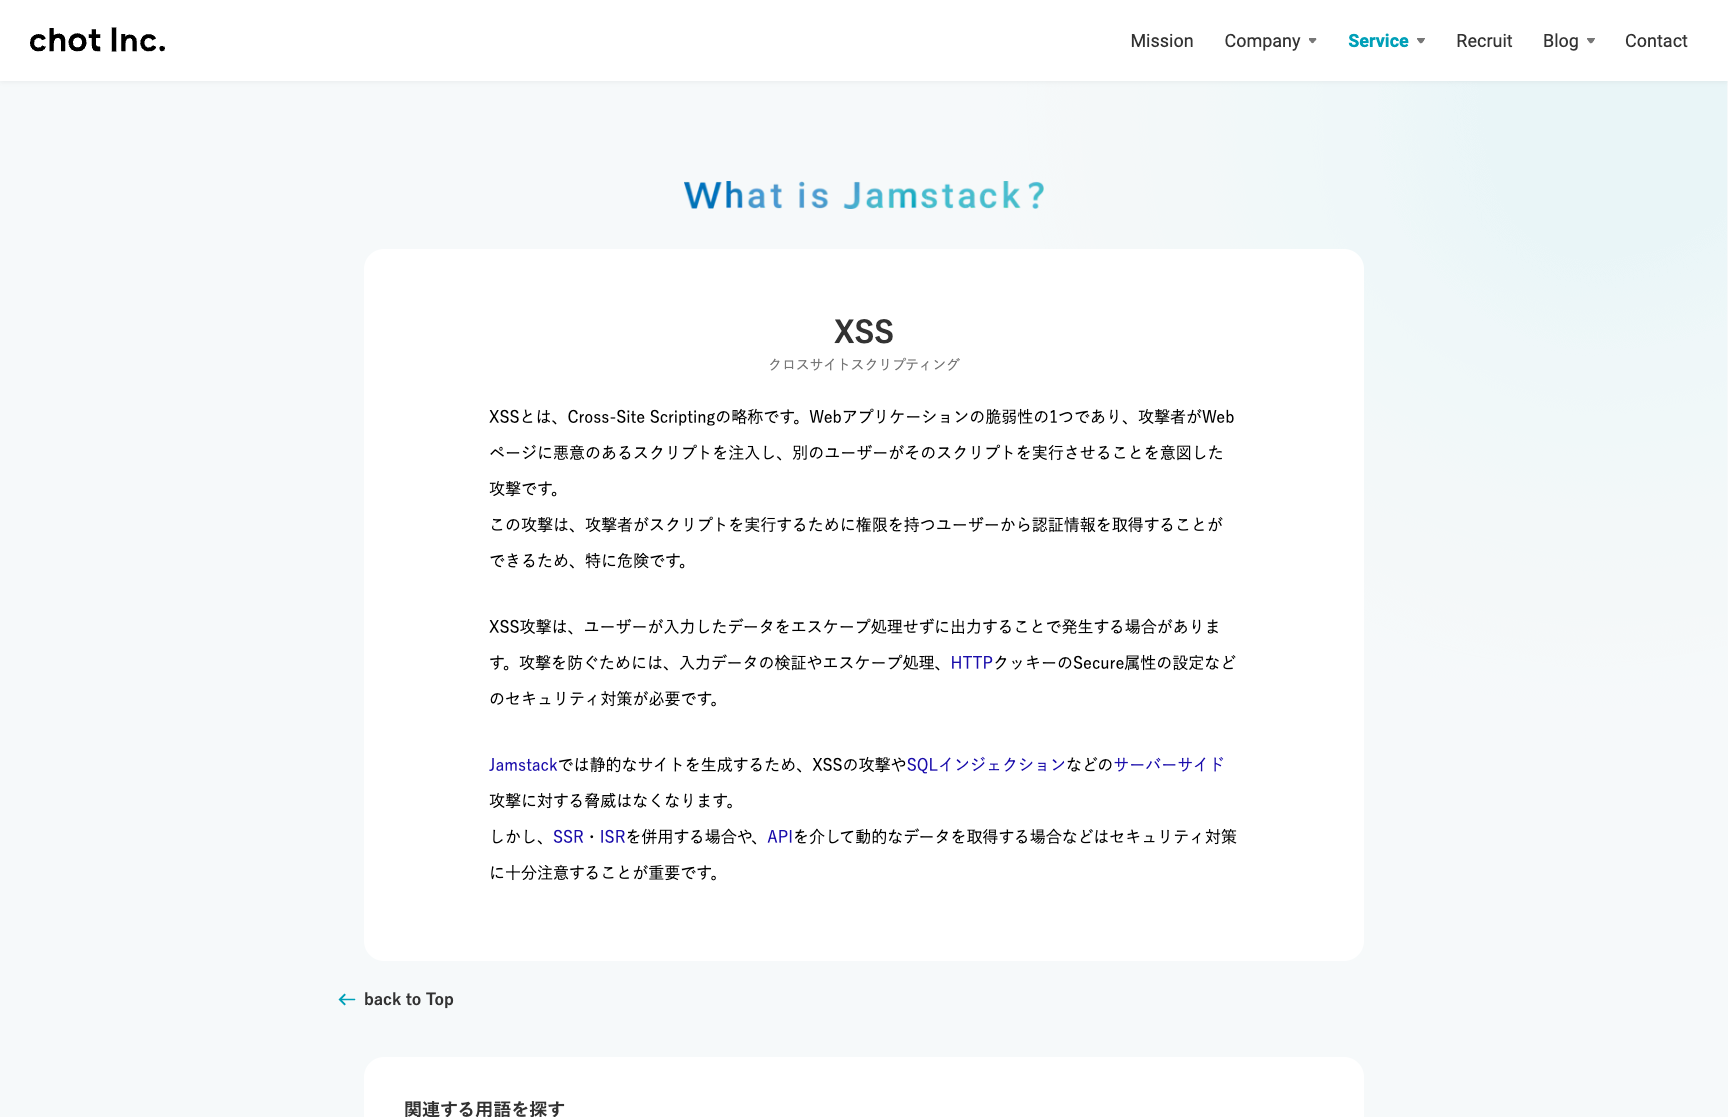 chot Inc.
Mission Company Service Recruit Blog Contact
What is Jamstack?
XSS
クロスサイトスクリプティング
XSSとは、Cross-Site Scriptingの略称です。Webアプリケーションの脆弱性の1つであり、攻撃者がWeb
ページに悪意のあるスクリプトを注入し、別のユーザーがそのスクリプトを実行させることを意図した
攻撃です。
この攻撃は、攻撃者がスクリプトを実行するために権限を持つユーザーから認証情報を取得することが
できるため、特に危険です。
XSS攻撃は、ユーザーが入力したデータをエスケープ処理せずに出力することで発生する場合がありま
す。攻撃を防ぐためには、入力データの検証やエスケープ処理、HTTPクッキーのSecure属性の設定など
のセキュリティ対策が必要です。
Jamstackでは静的なサイトを生成するため、XSSの攻撃やSQLインジェクションなどのサーバーサイド
攻撃に対する脅威はなくなります。
しかし、SSR・ISRを併用する場合や、APIを介して動的なデータを取得する場合などはセキュリティ対策
に十分注意することが重要です。
back to Top
関連する用語を探す